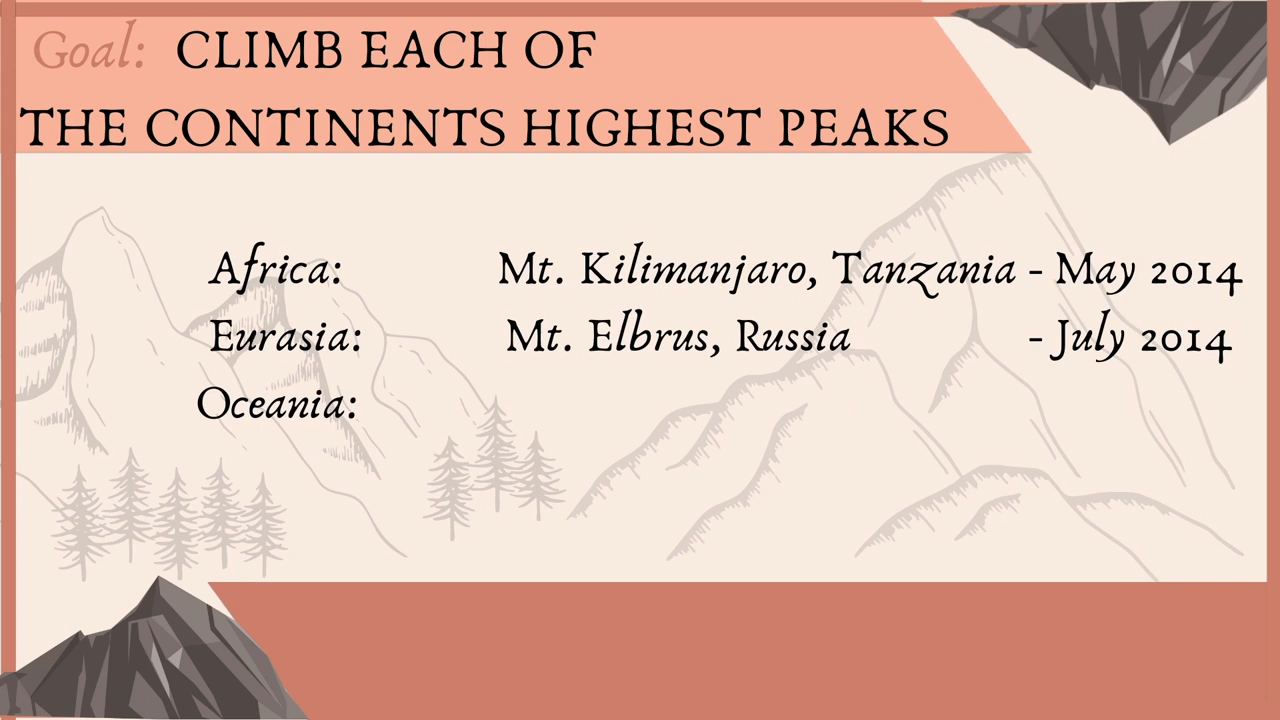 Goal: CLIMB EACH OF
THE CONTINENTS HIGHEST PEAKS
Africa: Mt. Kilimanjaro, Tanzania - May 2014
Eurasia: Mt. Elbrus, Russia - July 2014
Oceania: